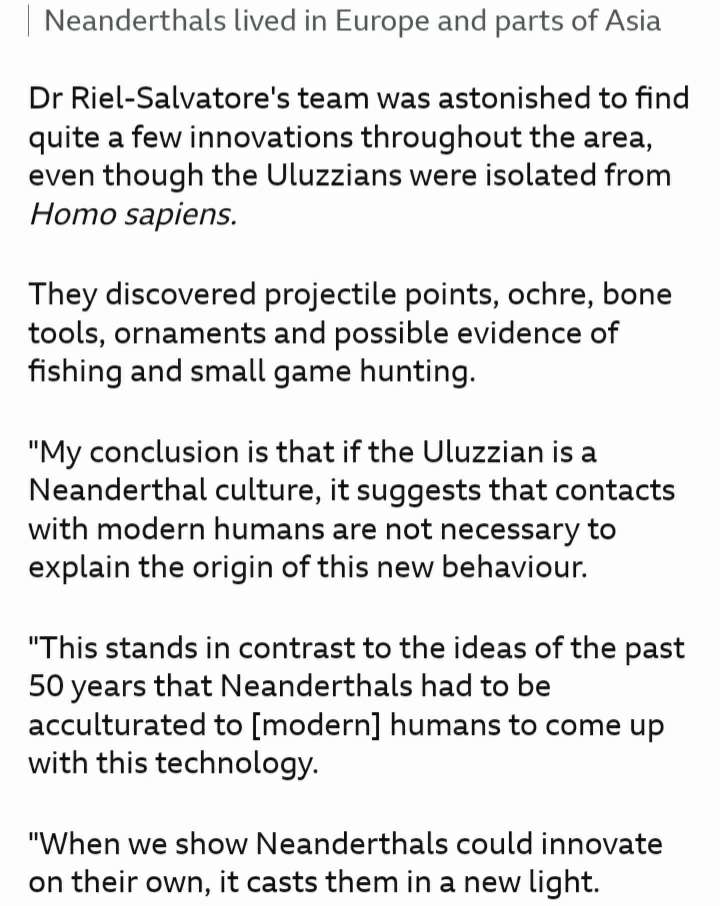 Neanderthals lived in Europe and parts of Asia
Dr Riel-Salvatore's team was astonished to find
quite a few innovations throughout the area,
even though the Uluzzians were isolated from
Homo sapiens.
They discovered projectile points, ochre, bone
tools, ornaments and possible evidence of
fishing and small game hunting.
"My conclusion is that if the Uluzzian is a
Neanderthal culture, it suggests that contacts
with modern humans are not necessary to
explain the origin of this new behaviour.
"This stands in contrast to the ideas of the past
50 years that Neanderthals had to be
acculturated to [modern] humans to come up
with this technology.
"When we show Neanderthals could innovate
on their own, it casts them in a new light.